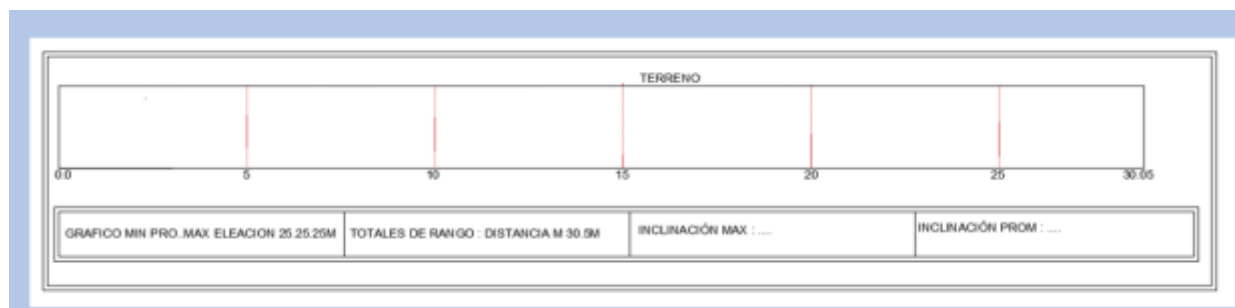 TERRENO
0.0 5 10 15 20 25 30.05
GRAFICO MIN PRO..MAX ELEACION 25.25.25M
TOTALES DE RANGO : DISTANCIA M 30.5M
INCLINACIÓN MAX : ....
INCLINACIÓN PROM : ....